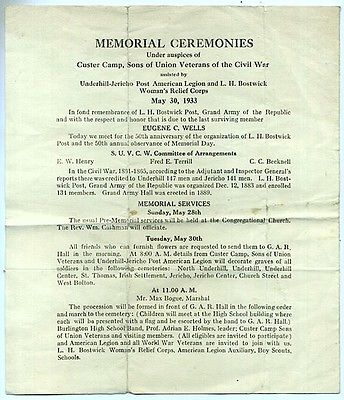 MEMORIAL CEREMONIES
Under auspices of
Custer Camp, Sons of Union Veterans of the Civil War
assisted by
Underhill-Jericho Post American Legion and L. H. Bostwick
Woman's Relief Corps
May 30, 1933
In fond remembrance of L. H. Bostwick Post, Grand Army of the Republic
and with the respect and honor that is due to the last surviving member
EUGENE C. WELLS
Today we meet for the 50th anniversary of the organization of L. H. Bostwick
Post and the 50th annual observance of Memorial Day.
S. U. V. C. W. Committee of Arrangements
E. W. Henry Fred E. Terrill C. C. Becknell
In the Civil War, 1861-1865, according to the Adjutant and Inspector General's
reports there was credited to Underhill 147 men and Jericho 141 men. L. H. Bost-
wick Post, Grand Army of the Republic was organized Dec. 12, 1883 and enrolled
131 members. Grand Army Hall was erected in 1889.
MEMORIAL SERVICES
Sunday, May 28th
The usual Pre-Memorial services will be held at the Congregational Church.
The Rev. Wm. Cashman will officiate.
Tuesday, May 30th
All friends who can furnish flowers are requested to send them to G. A. R.
Hall in the morning. At 8:00 A. M. details from Custer Camp, Sons of Union
Veterans and Underhill-Jericho Post American Legion will decorate graves of all
soldiers in the following cemeteries: North Underhill, Underhill, Underhill
Center, St. Thomas, Irish Settlement, Jericho, Jericho Center, Church Street and
West Bolton.
At 11:00 A. M.
Mr. Max Bogue, Marshal
The procession will be formed in front of G. A. R. Hall in the following order
and march to the cemetery: (Children will meet at the High School building where
each will be presented with a flag and be escorted by the band to G. A. R. Hall.)
Burlington High School Band, Prof. Adrian E. Holmes, leader; Custer Camp Sons
of Union Veterans and visiting members. (All eligibles are invited to participate)
and American Legion and all World War Veterans are invited to join with us.
L. H. Bostwick Woman's Relief Corps, American Legion Auxiliary, Boy Scouts,
Schools.